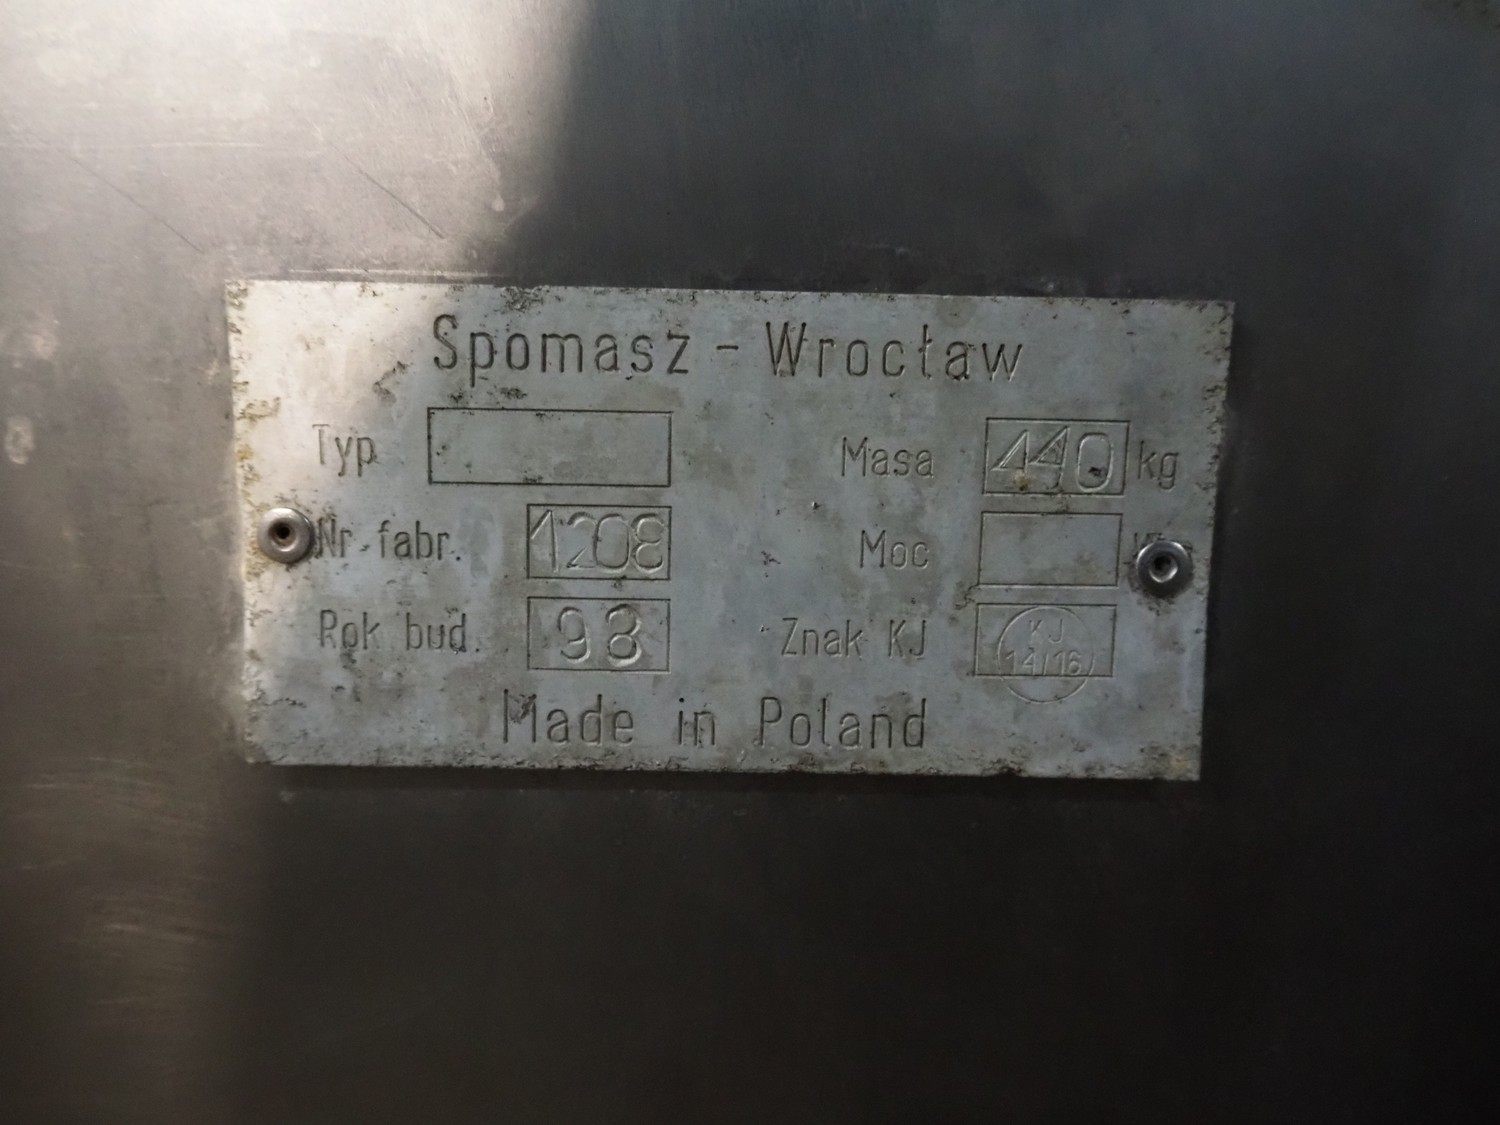 Spomasz - Wrocław
Typ Masa 440 kg
Nr fabr. 1208 Moc
Rok bud. 98 Znak KJ KJ 14/16/
Made in Poland